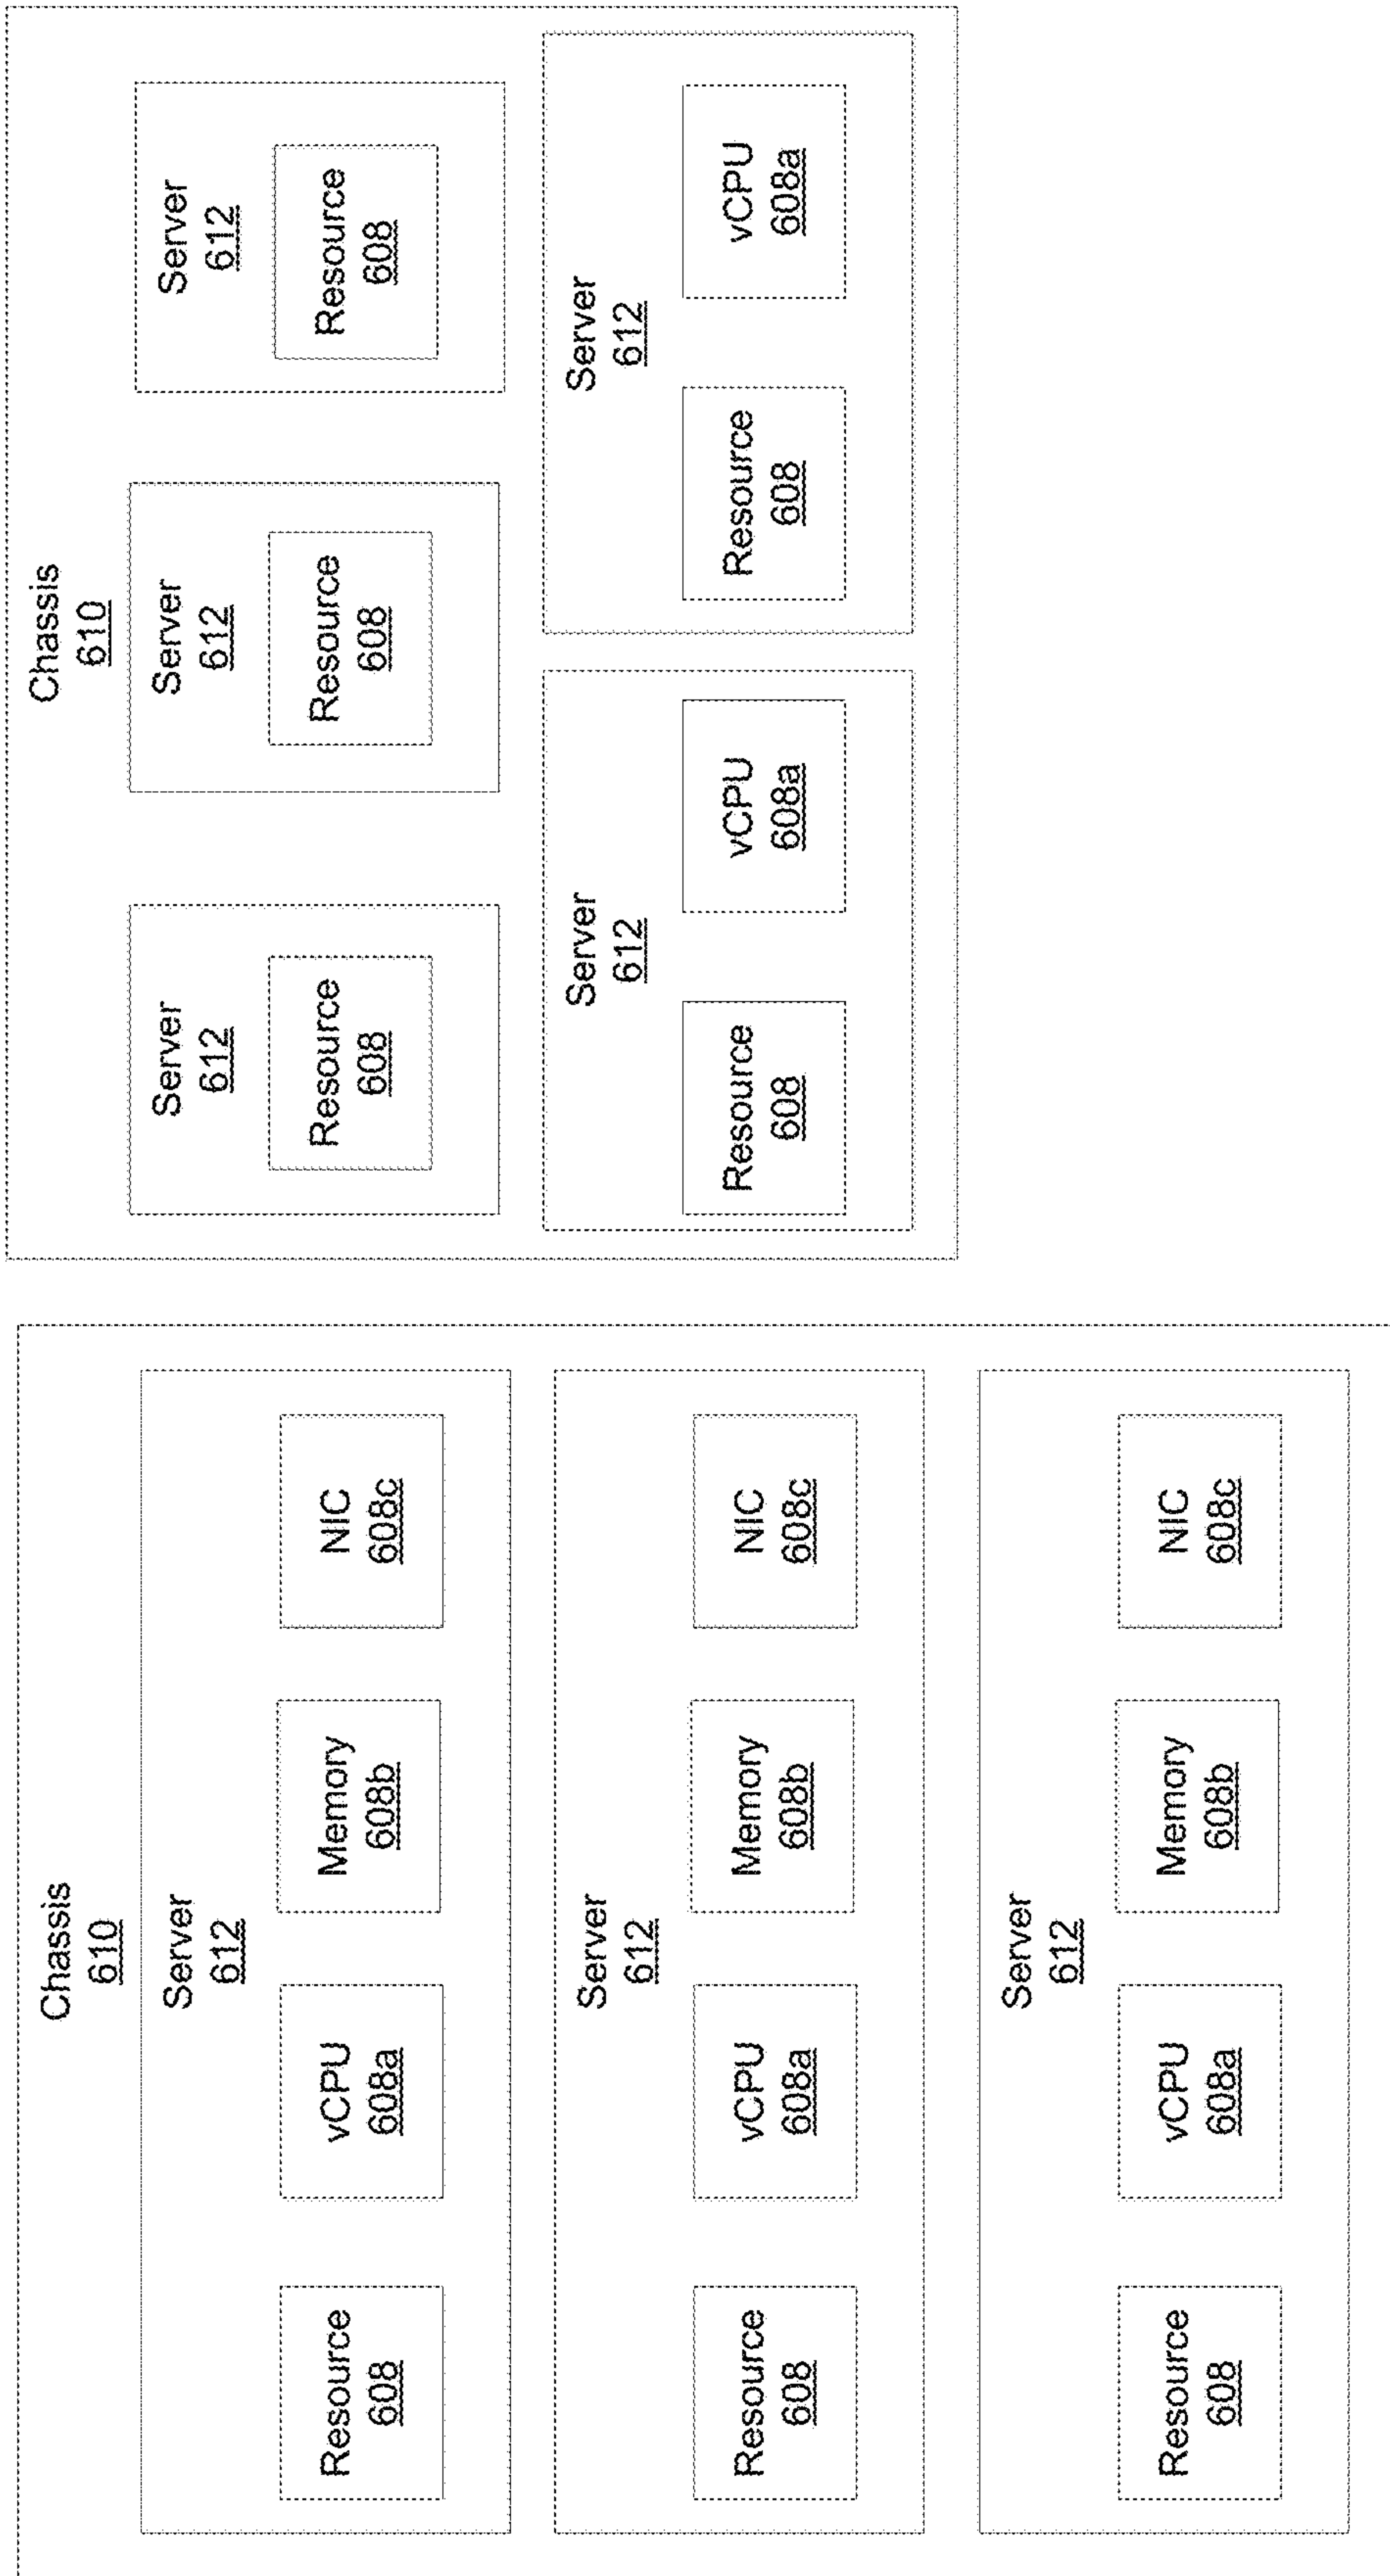 Chassis
610
Server
612
Resource
608
vCPU
608a
Memory
608b
NIC
608c
Server
612
Resource
608
vCPU
608a
Memory
608b
NIC
608c
Server
612
Resource
608
vCPU
608a
Memory
608b
NIC
608c
Chassis
610
Server
612
Resource
608
Server
612
Resource
608
Server
612
Resource
608
Server
612
Resource
608
vCPU
608a
Server
612
Resource
608
vCPU
608a